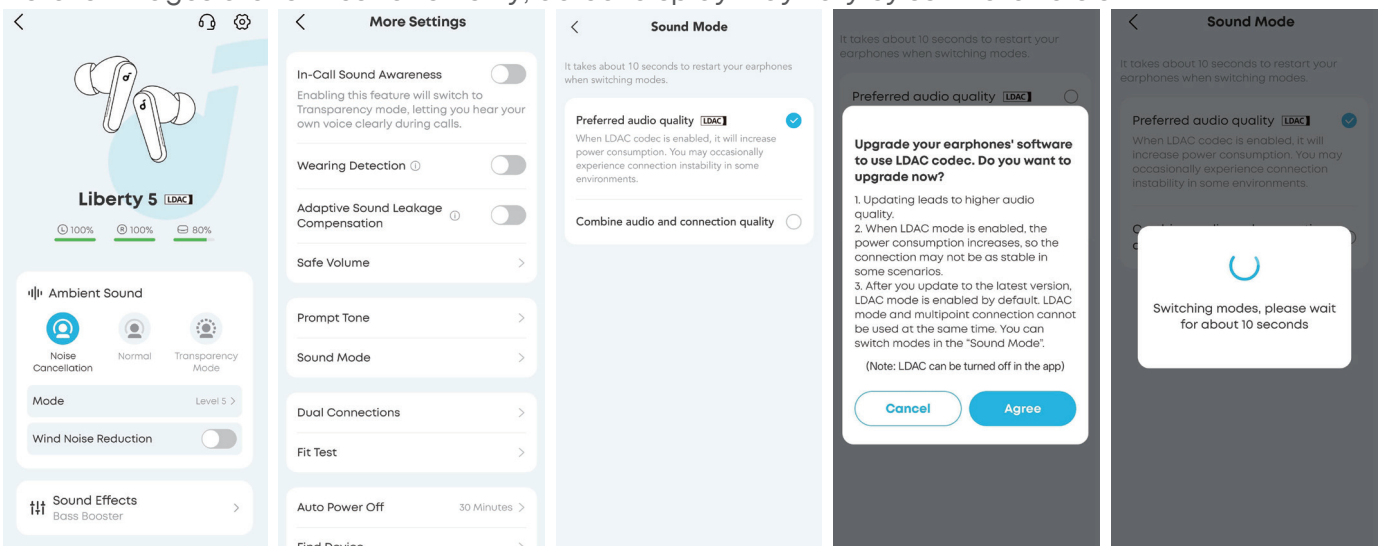 Liberty 5 LDAC
L 100% R 100% 80%
Ambient Sound
Noise Cancellation
Normal
Transparency Mode
Mode Level 5
Wind Noise Reduction
Sound Effects
Bass Booster
More Settings
In-Call Sound Awareness
Enabling this feature will switch to
Transparency mode, letting you hear your
own voice clearly during calls.
Wearing Detection
Adaptive Sound Leakage
Compensation
Safe Volume
Prompt Tone
Sound Mode
Dual Connections
Fit Test
Auto Power Off 30 Minutes
Find Device
Sound Mode
It takes about 10 seconds to restart your earphones
when switching modes.
Preferred audio quality LDAC
When LDAC codec is enabled, it will increase
power consumption. You may occasionally
experience connection instability in some
environments.
Combine audio and connection quality
It takes about 10 seconds to restart your
earphones when switching modes.
Preferred audio quality LDAC
Upgrade your earphones' software
to use LDAC codec. Do you want to
upgrade now?
1. Updating leads to higher audio
quality.
2. When LDAC mode is enabled, the
power consumption increases, so the
connection may not be as stable in
some scenarios.
3. After you update to the latest version,
LDAC mode is enabled by default. LDAC
mode and multipoint connection cannot
be used at the same time. You can
switch modes in the "Sound Mode".
(Note: LDAC can be turned off in the app)
Cancel Agree
Sound Mode
It takes about 10 seconds to restart your
earphones when switching modes.
Preferred audio quality LDAC
When LDAC codec is enabled, it will
increase power consumption. You may
occasionally experience connection
instability in some environments.
Switching modes, please wait
for about 10 seconds